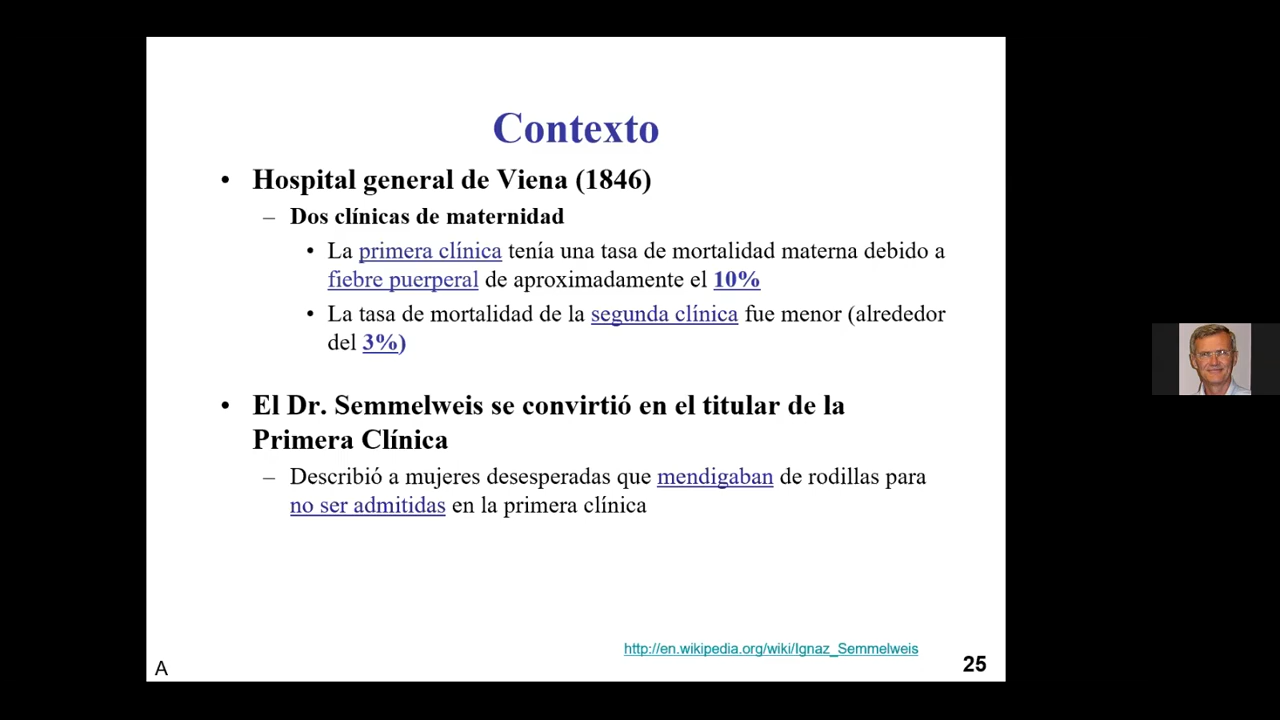 Contexto
• Hospital general de Viena (1846)
– Dos clínicas de maternidad
• La primera clínica tenía una tasa de mortalidad materna debido a
fiebre puerperal de aproximadamente el 10%
• La tasa de mortalidad de la segunda clínica fue menor (alrededor
del 3%)
• El Dr. Semmelweis se convirtió en el titular de la
Primera Clínica
– Describió a mujeres desesperadas que mendigaban de rodillas para
no ser admitidas en la primera clínica
http://en.wikipedia.org/wiki/Ignaz_Semmelweis
A
25